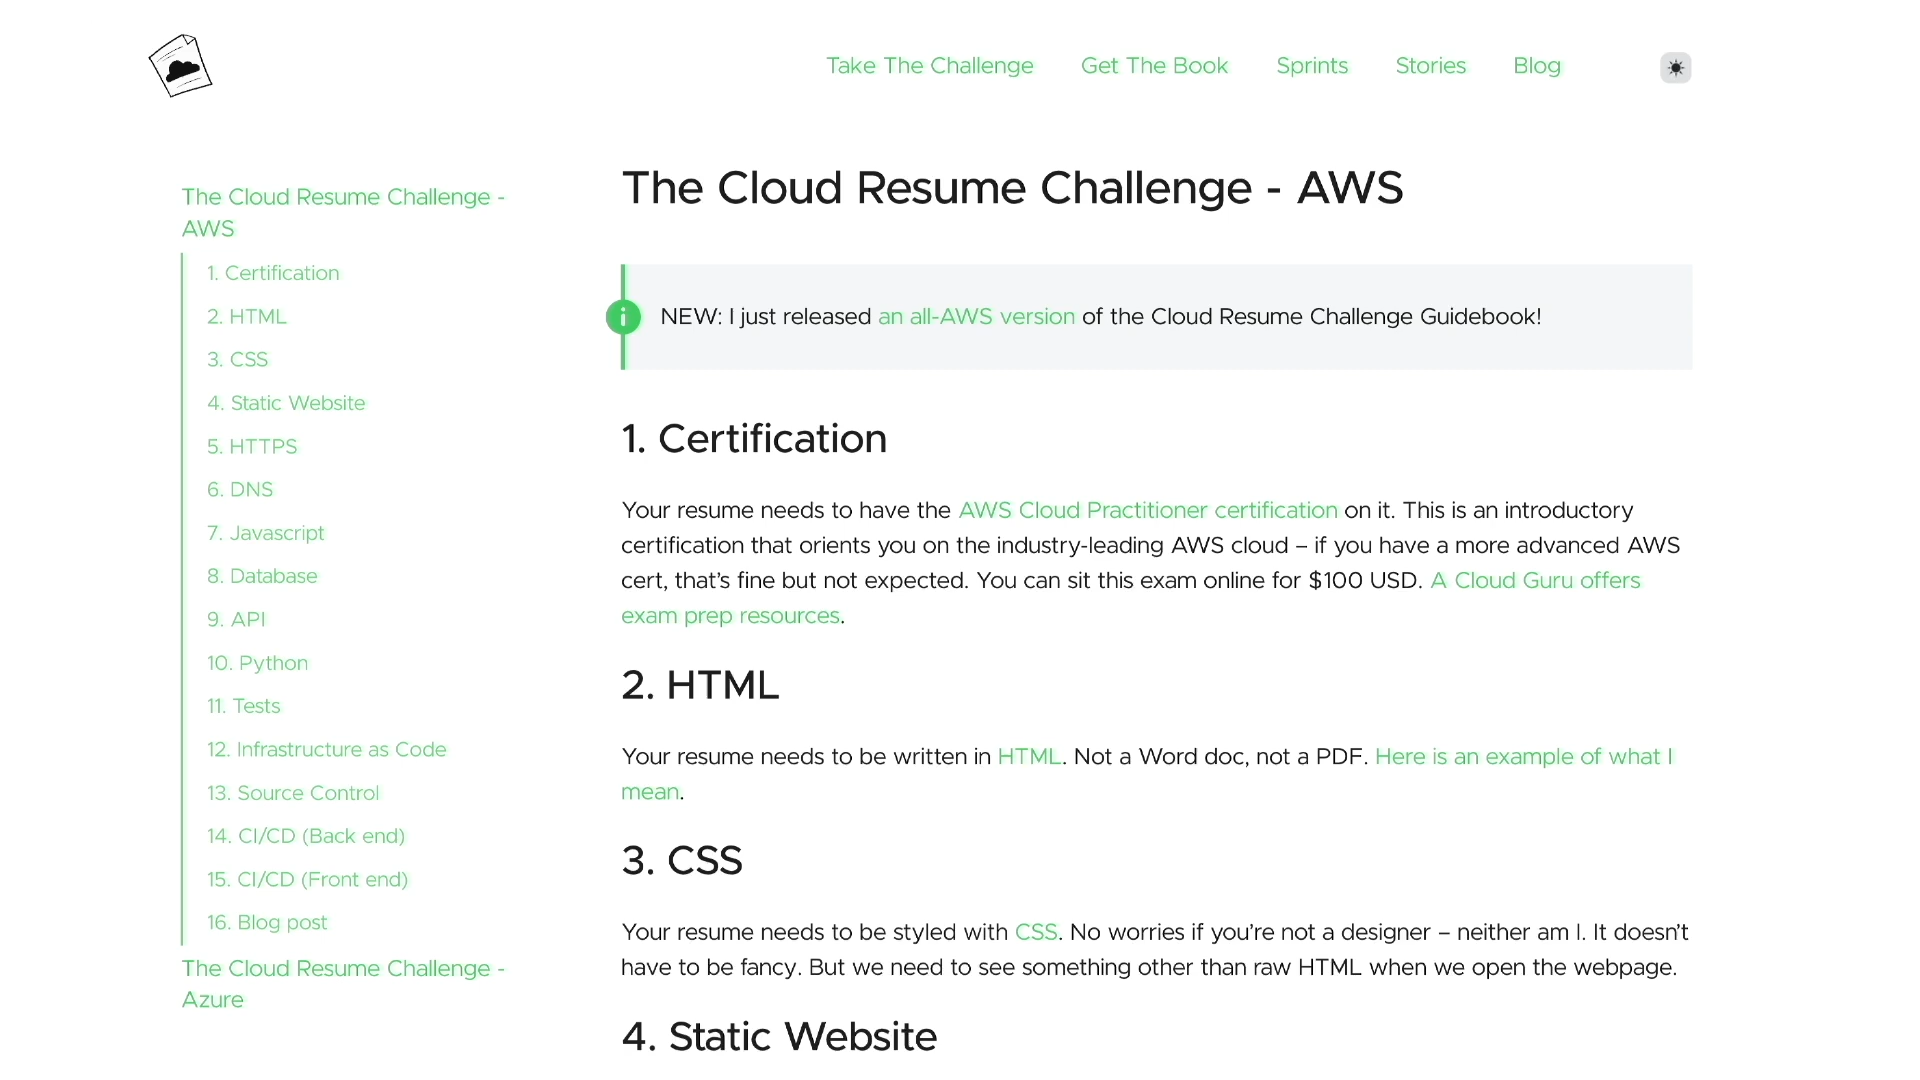 Take The Challenge
Get The Book
Sprints
Stories
Blog
The Cloud Resume Challenge -
AWS
1. Certification
2. HTML
3. CSS
4. Static Website
5. HTTPS
6. DNS
7. Javascript
8. Database
9. API
10. Python
11. Tests
12. Infrastructure as Code
13. Source Control
14. CI/CD (Back end)
15. CI/CD (Front end)
16. Blog post
The Cloud Resume Challenge -
Azure
The Cloud Resume Challenge - AWS
NEW: I just released an all-AWS version of the Cloud Resume Challenge Guidebook!
1. Certification
Your resume needs to have the AWS Cloud Practitioner certification on it. This is an introductory
certification that orients you on the industry-leading AWS cloud – if you have a more advanced AWS
cert, that’s fine but not expected. You can sit this exam online for $100 USD. A Cloud Guru offers
exam prep resources.
2. HTML
Your resume needs to be written in HTML. Not a Word doc, not a PDF. Here is an example of what I
mean.
3. CSS
Your resume needs to be styled with CSS. No worries if you’re not a designer – neither am I. It doesn’t
have to be fancy. But we need to see something other than raw HTML when we open the webpage.
4. Static Website